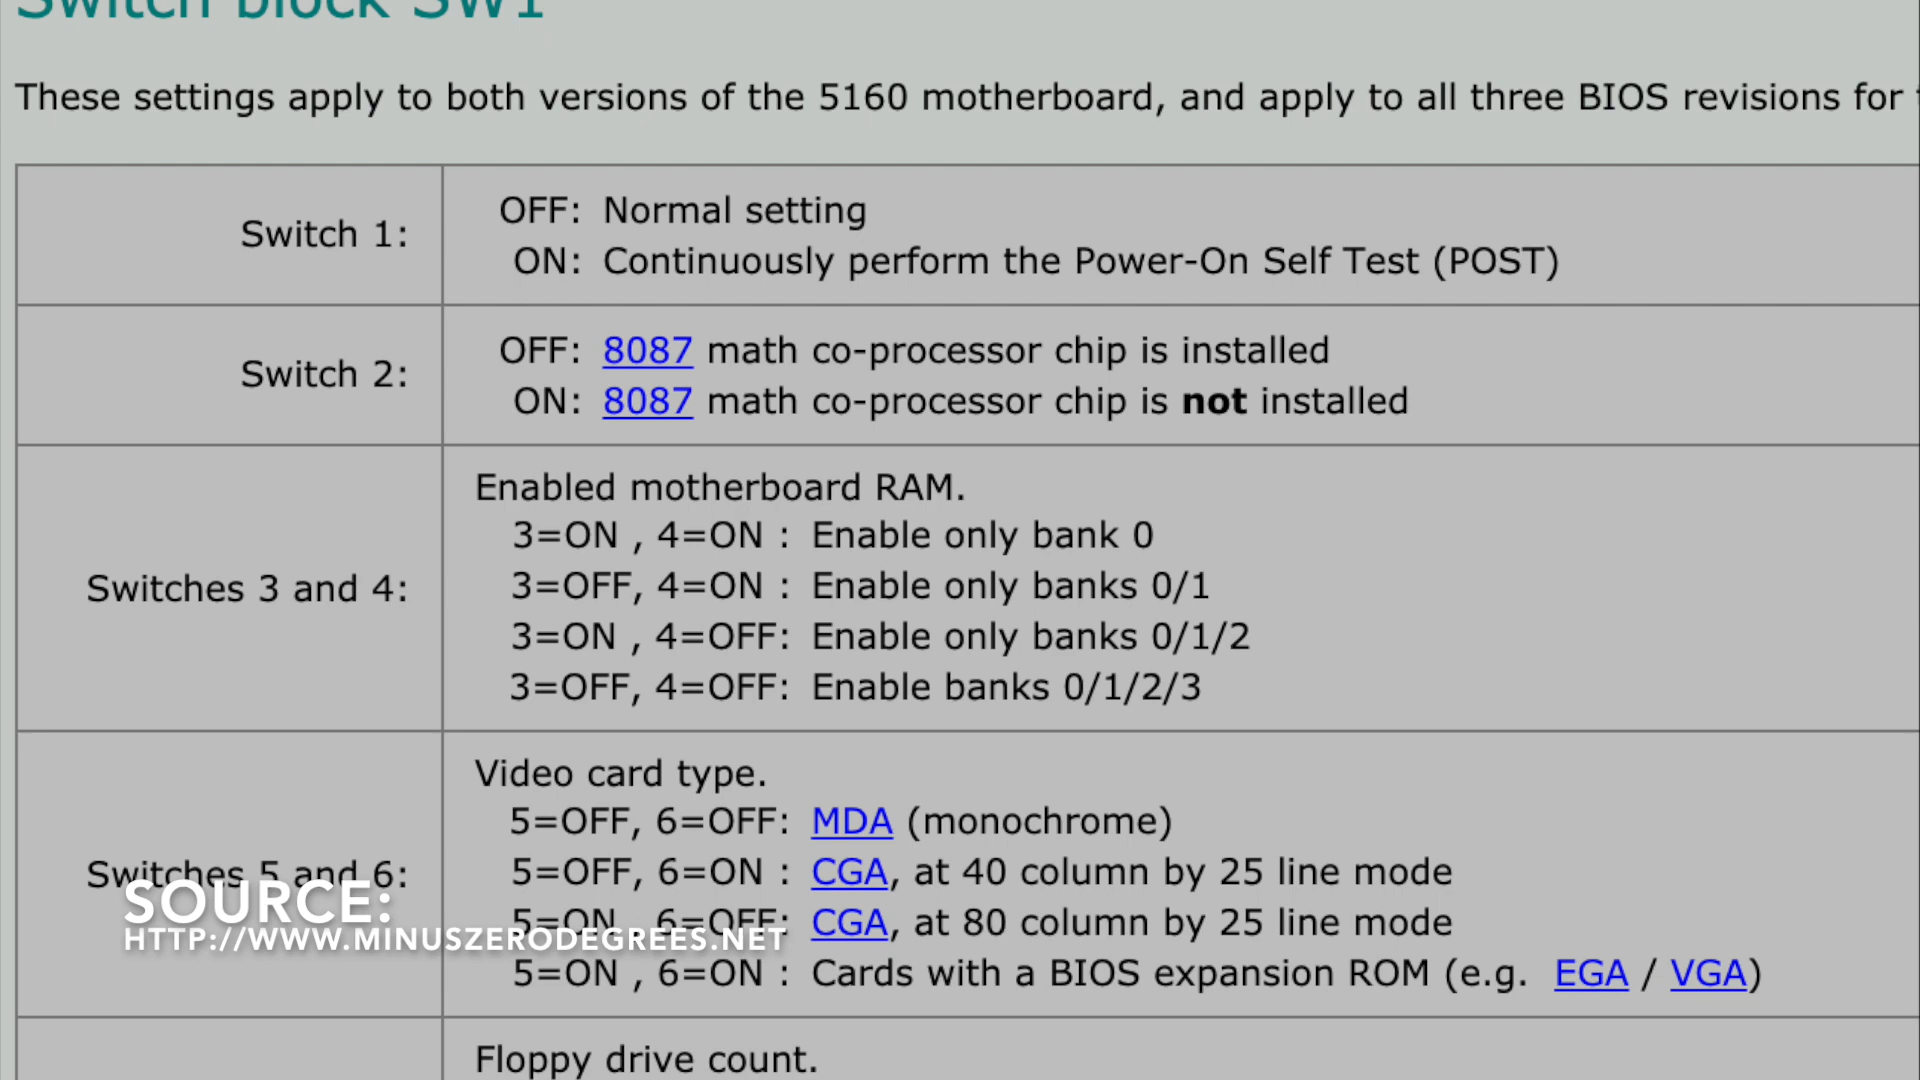 Switch block SW1
These settings apply to both versions of the 5160 motherboard, and apply to all three BIOS revisions for
Switch 1:
OFF: Normal setting
ON: Continuously perform the Power-On Self Test (POST)
Switch 2:
OFF: 8087 math co-processor chip is installed
ON: 8087 math co-processor chip is not installed
Switches 3 and 4:
Enabled motherboard RAM.
3=ON , 4=ON : Enable only bank 0
3=OFF, 4=ON : Enable only banks 0/1
3=ON , 4=OFF: Enable only banks 0/1/2
3=OFF, 4=OFF: Enable banks 0/1/2/3
Switches 5 and 6:
Video card type.
5=OFF, 6=OFF: MDA (monochrome)
5=OFF, 6=ON : CGA, at 40 column by 25 line mode
5=ON , 6=OFF: CGA, at 80 column by 25 line mode
5=ON , 6=ON : Cards with a BIOS expansion ROM (e.g. EGA / VGA)
SOURCE:
HTTP://WWW.MINUSZERODEGREES.NET
Floppy drive count.